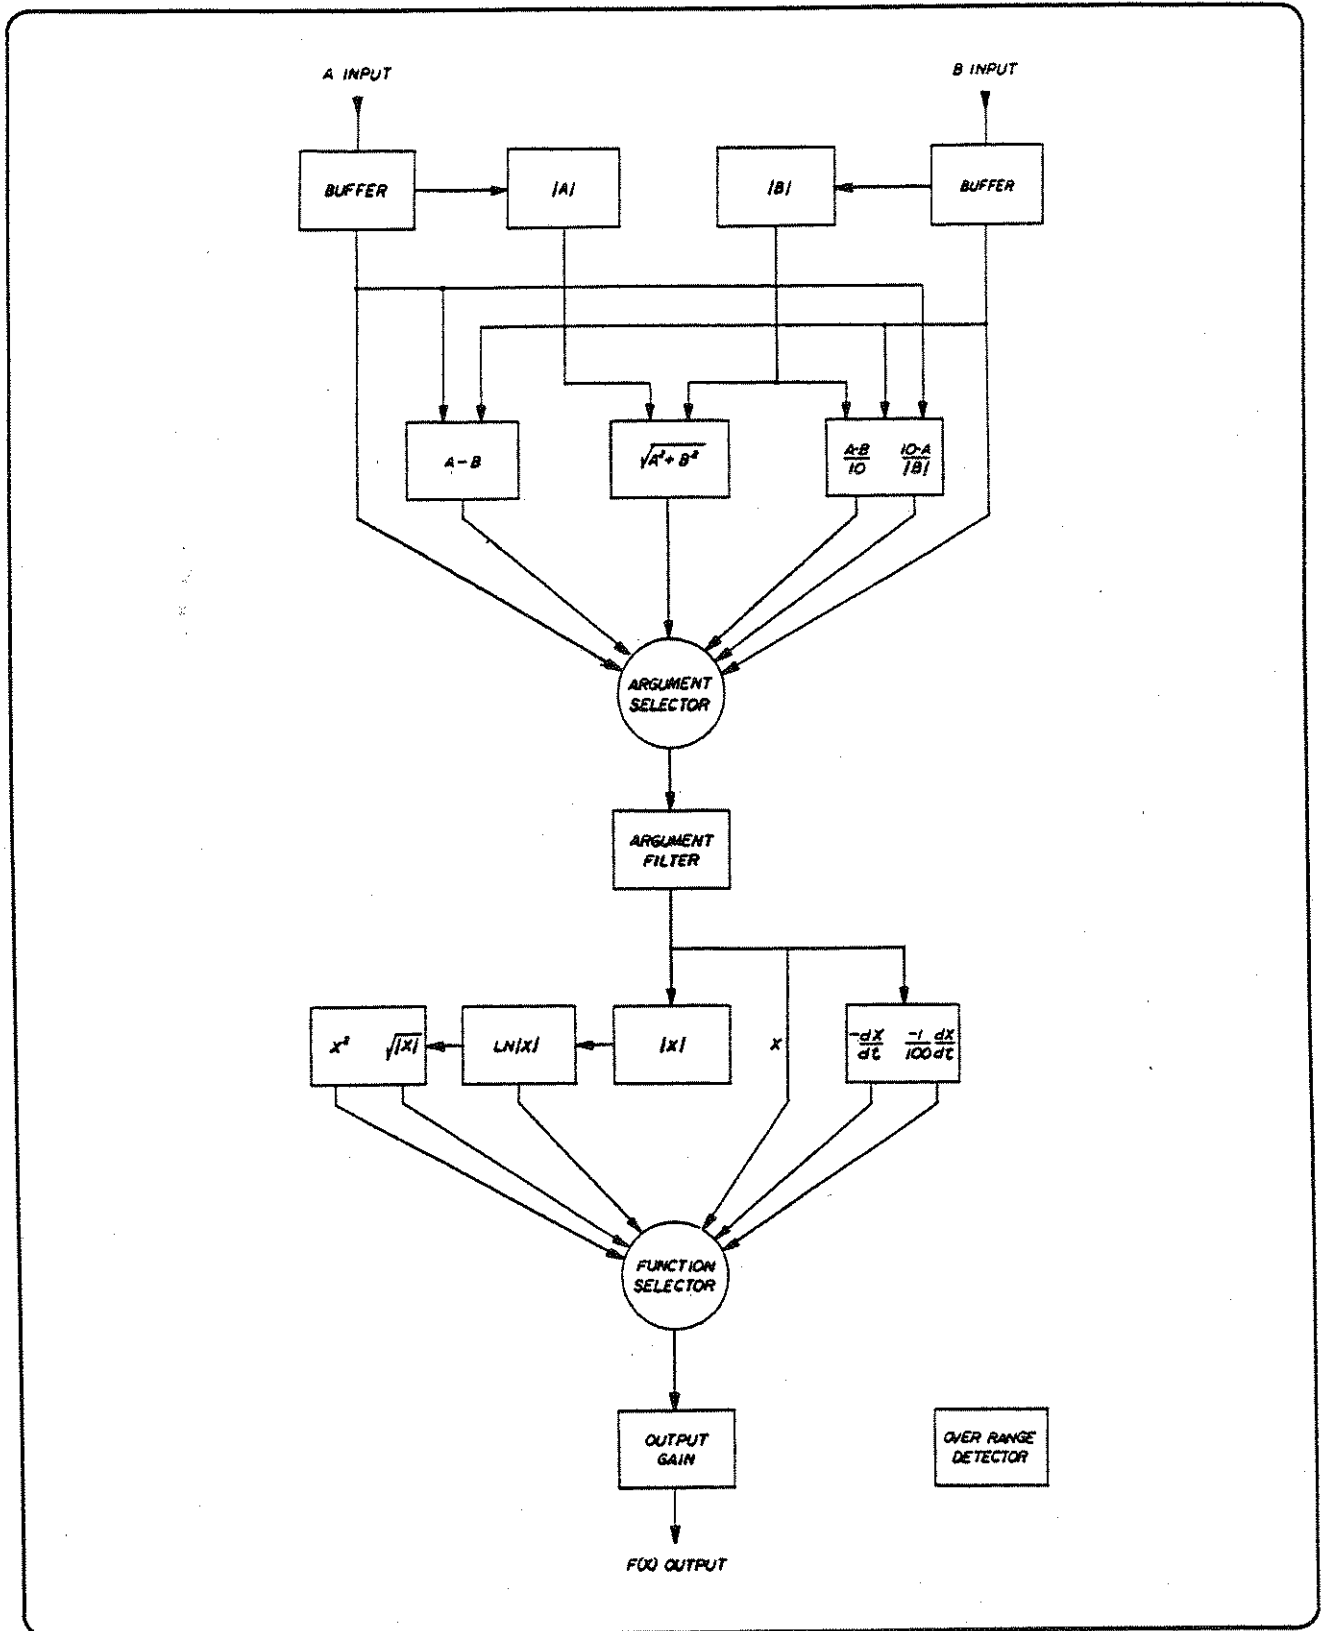 A INPUT
B INPUT
BUFFER
|A|
|B|
BUFFER
A-B
√A²+B²
A·B/10 10·A/|B|
ARGUMENT
SELECTOR
ARGUMENT
FILTER
X² √|X|
LN|X|
|X|
X
-dX/dt -1/100 dX/dt
FUNCTION
SELECTOR
OUTPUT
GAIN
OVER RANGE
DETECTOR
F(X) OUTPUT